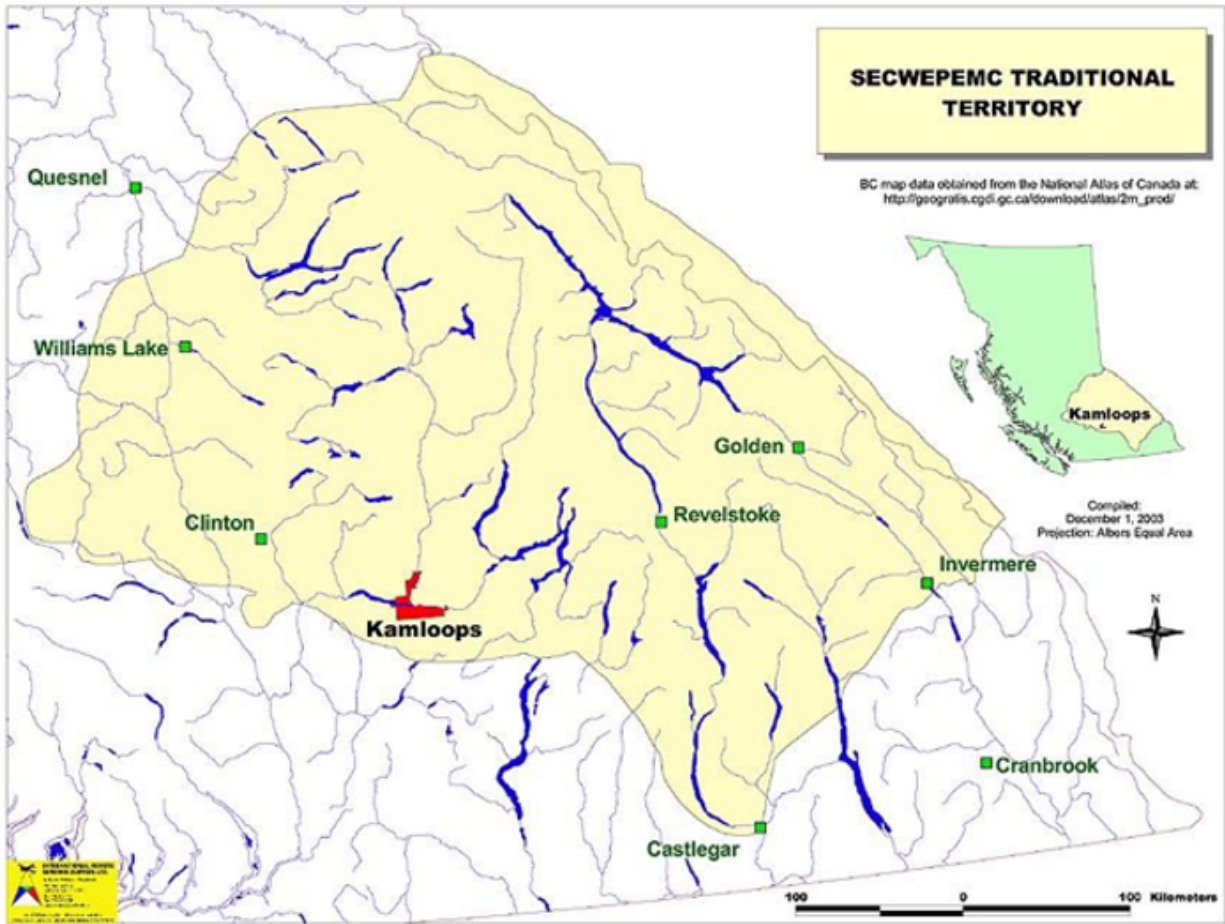 SECWEPEMC TRADITIONAL
TERRITORY
BC map data obtained from the National Atlas of Canada at:
http://geogratis.cgdi.gc.ca/download/atlas/2m_prod/
Quesnel
Williams Lake
Kamloops
Golden
Clinton
Revelstoke
Compiled:
December 1, 2003
Projection: Albers Equal Area
Invermere
N
Kamloops
Cranbrook
Castlegar
100 0 100 Kilometers